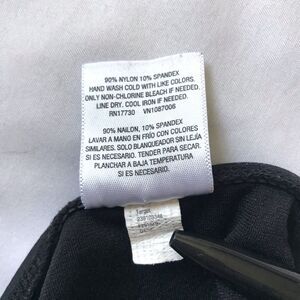 90% NYLON 10% SPANDEX
HAND WASH COLD WITH LIKE COLORS.
ONLY NON-CHLORINE BLEACH IF NEEDED.
LINE DRY. COOL IRON IF NEEDED.
RN17730 VN1087006
90% NAILON, 10% SPANDEX
LAVAR A MANO EN FRÍO CON COLORES
SIMILARES. SOLO BLANQUEADOR SIN LEJÍA
SI ES NECESARIO. TENDER PARA SECAR.
PLANCHAR A BAJA TEMPERATURA
SI ES NECESARIO.
Target